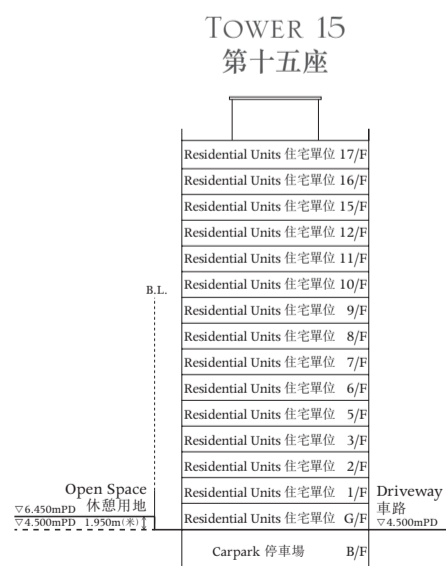 TOWER 15
第十五座
Residential Units 住宅單位 17/F
Residential Units 住宅單位 16/F
Residential Units 住宅單位 15/F
Residential Units 住宅單位 12/F
Residential Units 住宅單位 11/F
Residential Units 住宅單位 10/F
B.L.
Residential Units 住宅單位 9/F
Residential Units 住宅單位 8/F
Residential Units 住宅單位 7/F
Residential Units 住宅單位 6/F
Residential Units 住宅單位 5/F
Residential Units 住宅單位 3/F
Residential Units 住宅單位 2/F
Residential Units 住宅單位 1/F
Open Space
休憩用地
▽6.450mPD
▽4.500mPD 1.950m(米)
Residential Units 住宅單位 G/F
Driveway
車路
▽4.500mPD
Carpark 停車場 B/F